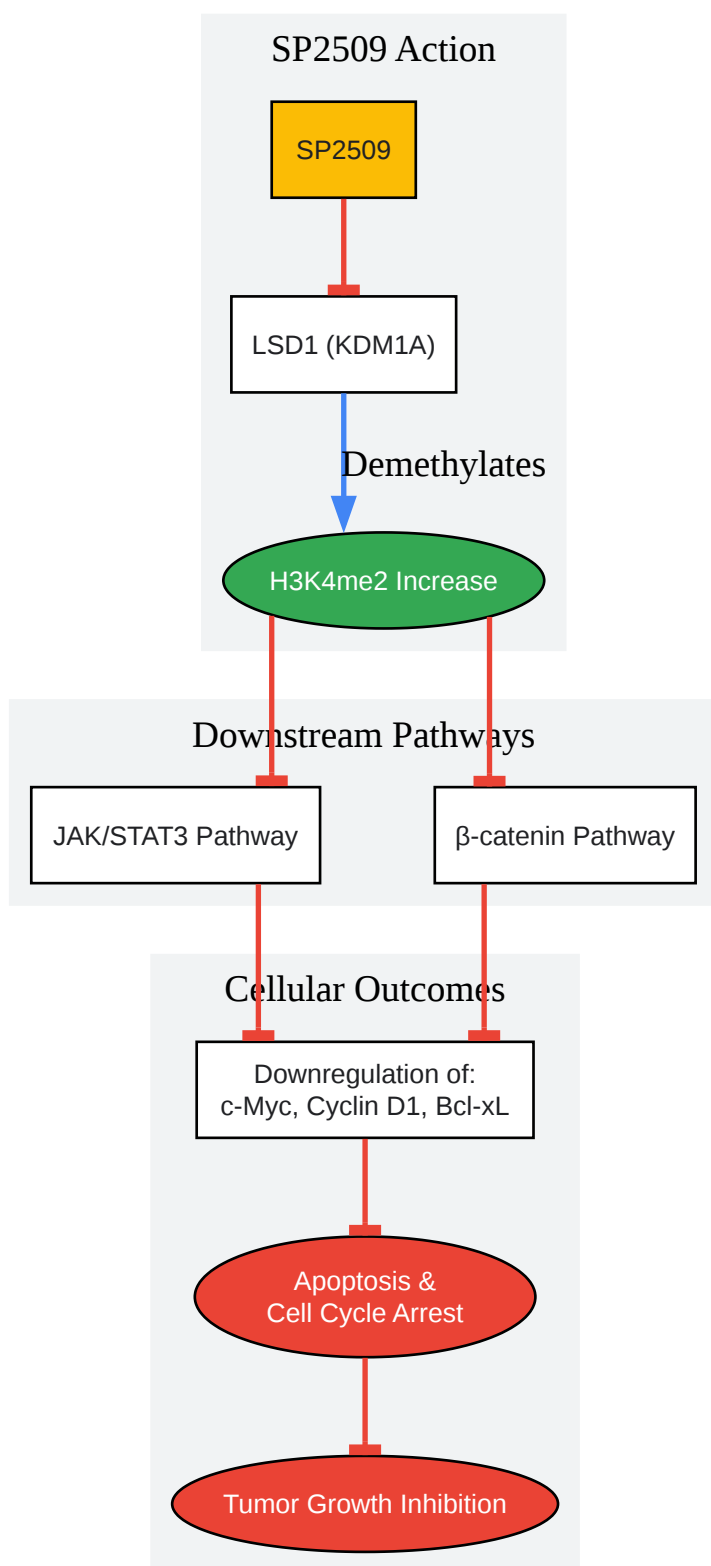 SP2509 Action
SP2509
LSD1 (KDM1A)
Demethylates
H3K4me2 Increase
Downstream Pathways
JAK/STAT3 Pathway
β-catenin Pathway
Cellular Outcomes
Downregulation of:
c-Myc, Cyclin D1, Bcl-xL
Apoptosis &
Cell Cycle Arrest
Tumor Growth Inhibition